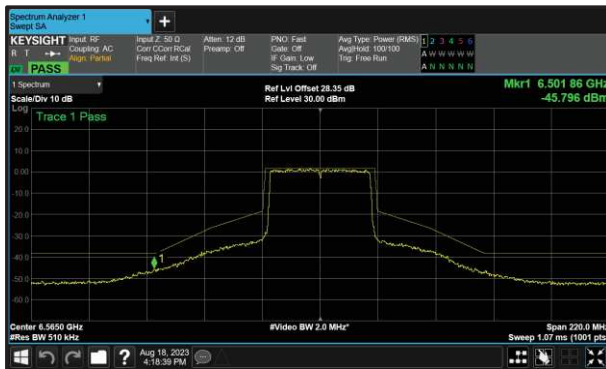 Spectrum Analyzer 1
Swept SA
KEYSIGHT
R T
PASS
Input: RF
Coupling: AC
Align: Partial
Input Z: 50 Ω
Corr CCorr RCal
Freq Ref: Int (S)
Atten: 12 dB
Preamp: Off
PNO: Fast
Gate: Off
IF Gain: Low
Sig Track: Off
Avg Type: Power (RMS)
Avg|Hold: 100/100
Trig: Free Run
1 2 3 4 5 6
A W W W W W
A N N N N N
1 Spectrum
Scale/Div 10 dB
Ref Lvl Offset 28.35 dB
Ref Level 30.00 dBm
Mkr1 6.501 86 GHz
-45.796 dBm
Log
Trace 1 Pass
20.0
10.0
0.00
-10.0
-20.0
-30.0
-40.0
-50.0
-60.0
1
Center 6.5650 GHz
#Res BW 510 kHz
#Video BW 2.0 MHz*
Span 220.0 MHz
Sweep 1.07 ms (1001 pts)
Aug 18, 2023
4:18:39 PM